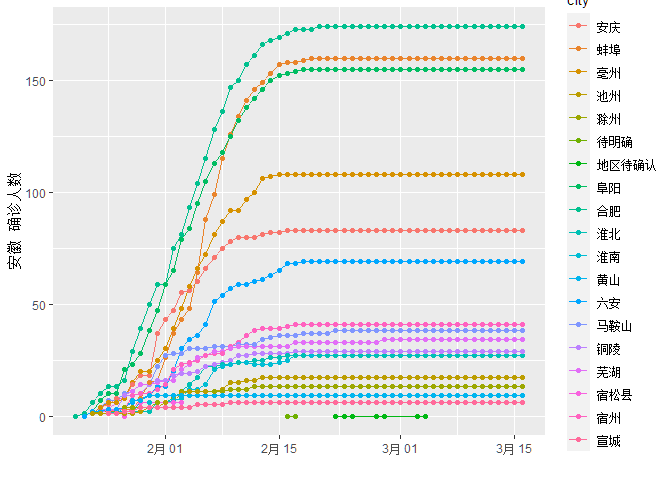 city
安庆
蚌埠
亳州
池州
滁州
待明确
地区待确认
阜阳
合肥
淮北
淮南
黄山
六安
马鞍山
铜陵
芜湖
宿松县
宿州
宣城
安徽 确诊人数
150
100
50
0
2月 01
2月 15
3月 01
3月 15